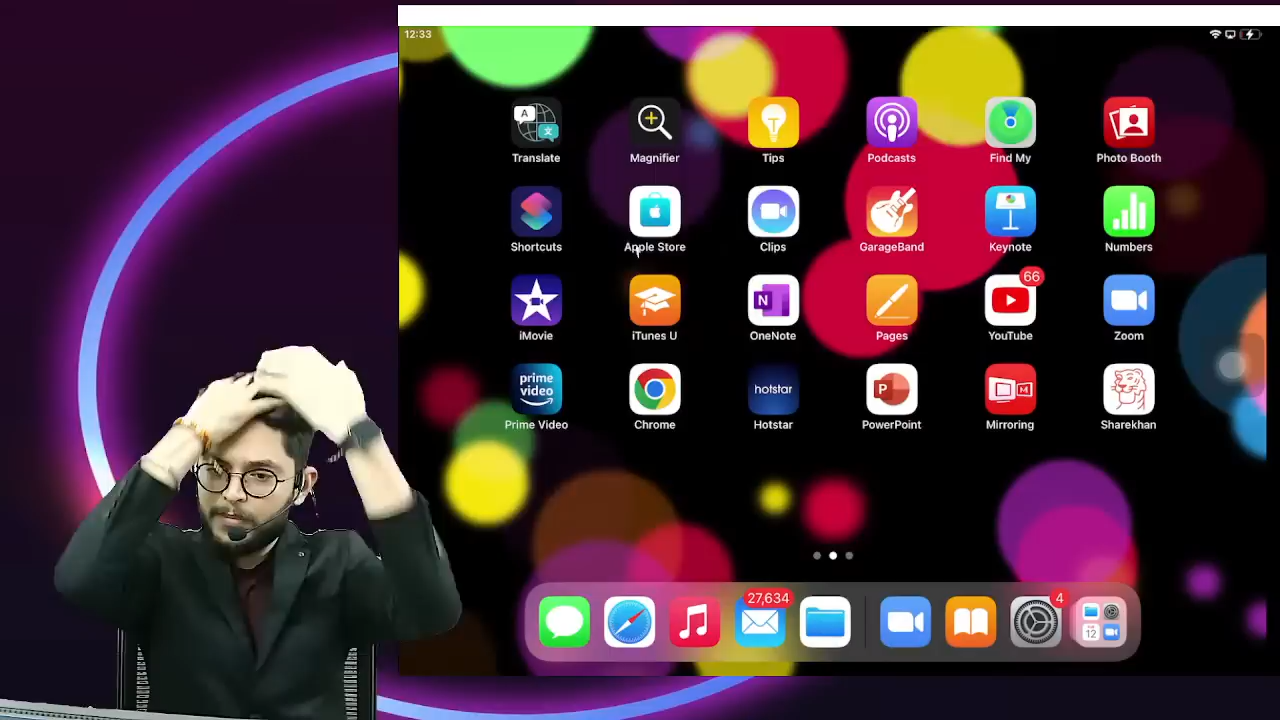 12:33
Translate
Magnifier
Tips
Podcasts
Find My
Photo Booth
Shortcuts
Apple Store
Clips
GarageBand
Keynote
Numbers
66
iMovie
iTunes U
OneNote
Pages
YouTube
Zoom
prime
video
hotstar
Prime Video
Chrome
Hotstar
PowerPoint
Mirroring
Sharekhan
27,634
4
12